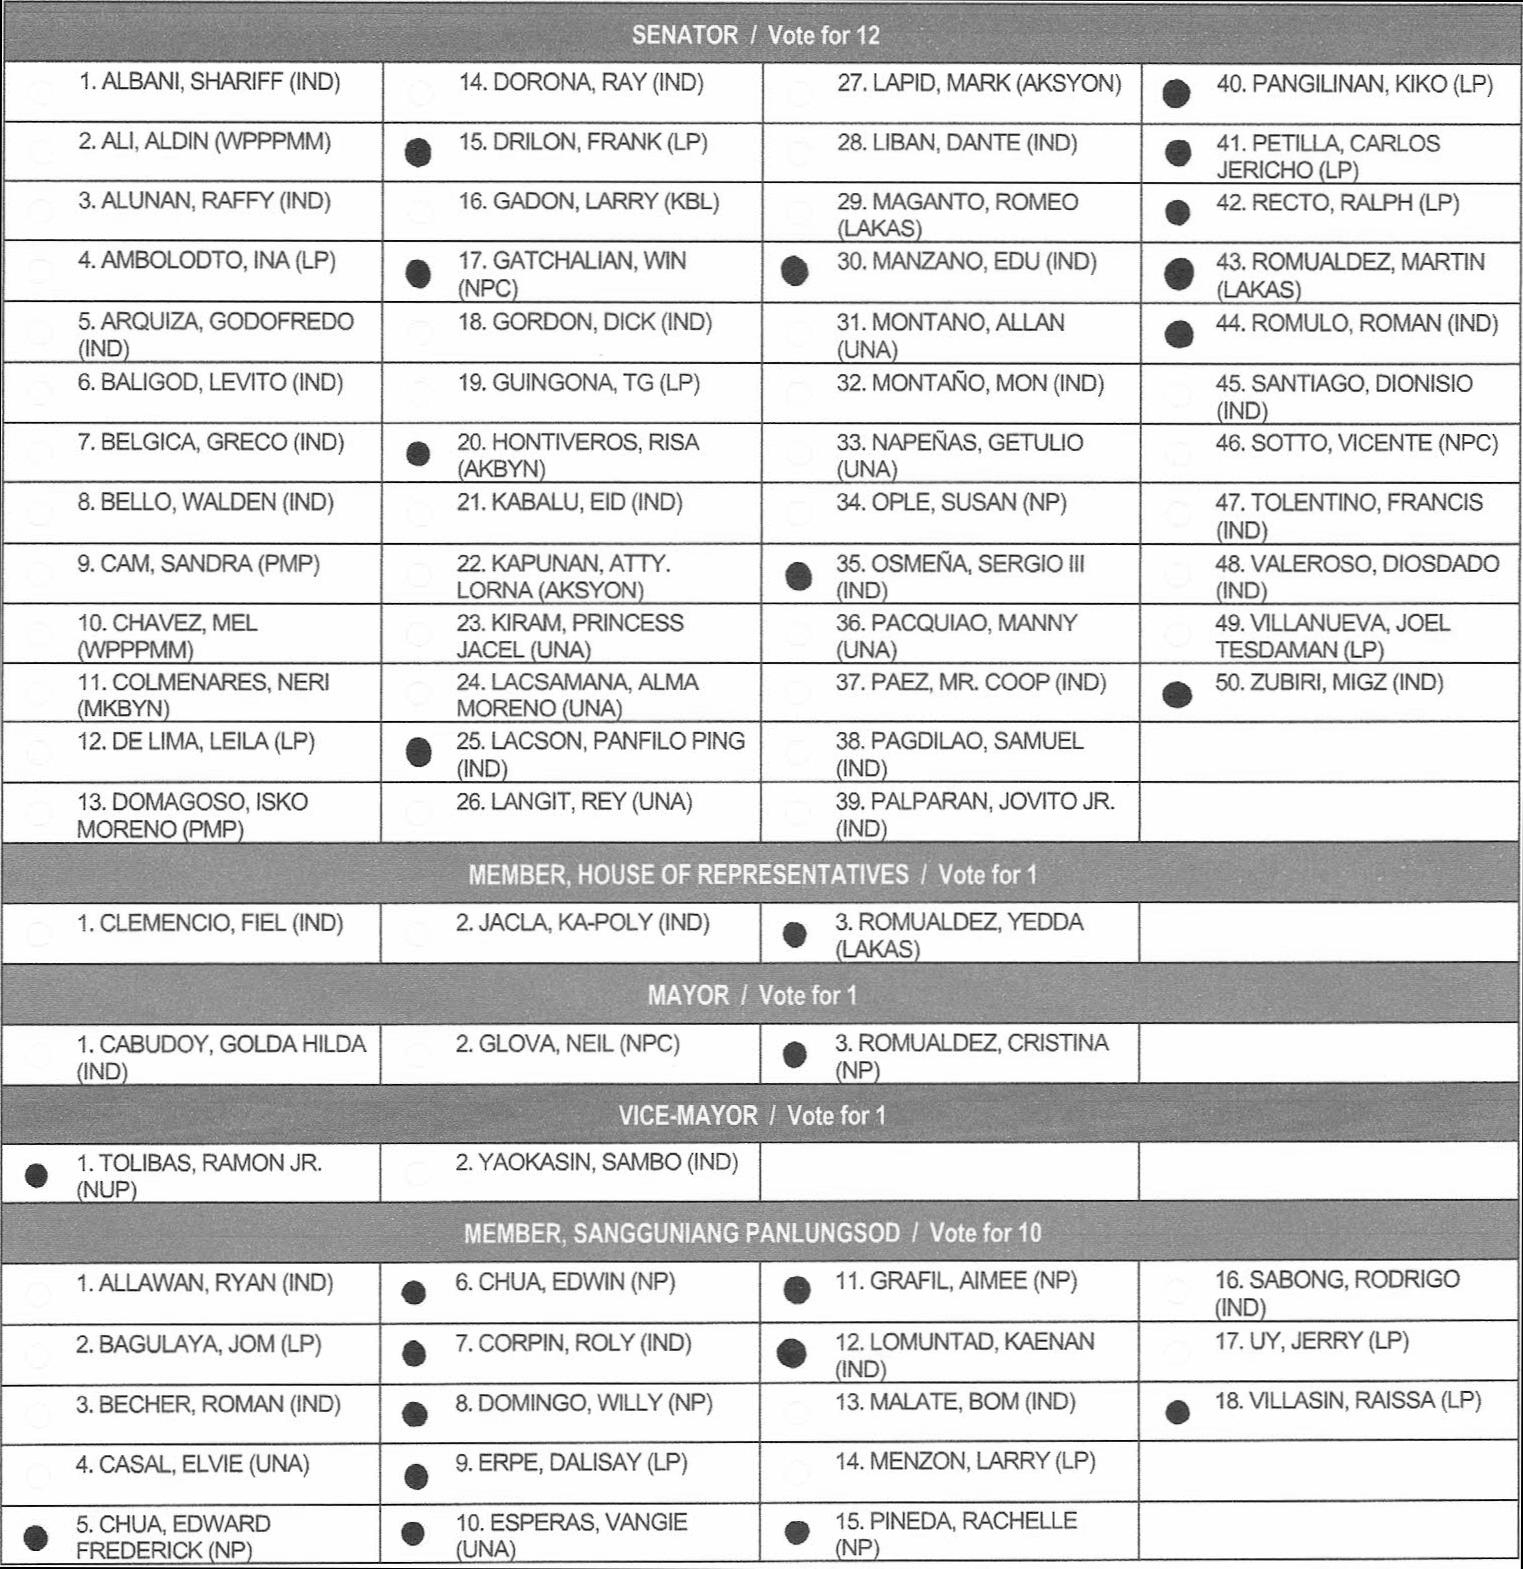 SENATOR / Vote for 12
1. ALBANI, SHARIFF (IND)
14. DORONA, RAY (IND)
27. LAPID, MARK (AKSYON)
40. PANGILINAN, KIKO (LP)
2. ALI, ALDIN (WPPPMM)
15. DRILON, FRANK (LP)
28. LIBAN, DANTE (IND)
41. PETILLA, CARLOS
JERICHO (LP)
3. ALUNAN, RAFFY (IND)
16. GADON, LARRY (KBL)
29. MAGANTO, ROMEO
(LAKAS)
42. RECTO, RALPH (LP)
4. AMBOLODTO, INA (LP)
17. GATCHALIAN, WIN
(NPC)
30. MANZANO, EDU (IND)
43. ROMUALDEZ, MARTIN
(LAKAS)
5. ARQUIZA, GODOFREDO
(IND)
18. GORDON, DICK (IND)
31. MONTANO, ALLAN
(UNA)
44. ROMULO, ROMAN (IND)
6. BALIGOD, LEVITO (IND)
19. GUINGONA, TG (LP)
32. MONTAÑO, MON (IND)
45. SANTIAGO, DIONISIO
(IND)
7. BELGICA, GRECO (IND)
20. HONTIVEROS, RISA
(AKBYN)
33. NAPEÑAS, GETULIO
(UNA)
46. SOTTO, VICENTE (NPC)
8. BELLO, WALDEN (IND)
21. KABALU, EID (IND)
34. OPLE, SUSAN (NP)
47. TOLENTINO, FRANCIS
(IND)
9. CAM, SANDRA (PMP)
22. KAPUNAN, ATTY.
LORNA (AKSYON)
35. OSMEÑA, SERGIO III
(IND)
48. VALEROSO, DIOSDADO
(IND)
10. CHAVEZ, MEL
(WPPPMM)
23. KIRAM, PRINCESS
JACEL (UNA)
36. PACQUIAO, MANNY
(UNA)
49. VILLANUEVA, JOEL
TESDAMAN (LP)
11. COLMENARES, NERI
(MKBYN)
24. LACSAMANA, ALMA
MORENO (UNA)
37. PAEZ, MR. COOP (IND)
50. ZUBIRI, MIGZ (IND)
12. DE LIMA, LEILA (LP)
25. LACSON, PANFILO PING
(IND)
38. PAGDILAO, SAMUEL
(IND)
13. DOMAGOSO, ISKO
MORENO (PMP)
26. LANGIT, REY (UNA)
39. PALPARAN, JOVITO JR.
(IND)
MEMBER, HOUSE OF REPRESENTATIVES / Vote for 1
1. CLEMENCIO, FIEL (IND)
2. JACLA, KA-POLY (IND)
3. ROMUALDEZ, YEDDA
(LAKAS)
MAYOR / Vote for 1
1. CABUDOY, GOLDA HILDA
(IND)
2. GLOVA, NEIL (NPC)
3. ROMUALDEZ, CRISTINA
(NP)
VICE-MAYOR / Vote for 1
1. TOLIBAS, RAMON JR.
(NUP)
2. YAOKASIN, SAMBO (IND)
MEMBER, SANGGUNIANG PANLUNGSOD / Vote for 10
1. ALLAWAN, RYAN (IND)
6. CHUA, EDWIN (NP)
11. GRAFIL, AIMEE (NP)
16. SABONG, RODRIGO
(IND)
2. BAGULAYA, JOM (LP)
7. CORPIN, ROLY (IND)
12. LOMUNTAD, KAENAN
(IND)
17. UY, JERRY (LP)
3. BECHER, ROMAN (IND)
8. DOMINGO, WILLY (NP)
13. MALATE, BOM (IND)
18. VILLASIN, RAISSA (LP)
4. CASAL, ELVIE (UNA)
9. ERPE, DALISAY (LP)
14. MENZON, LARRY (LP)
5. CHUA, EDWARD
FREDERICK (NP)
10. ESPERAS, VANGIE
(UNA)
15. PINEDA, RACHELLE
(NP)